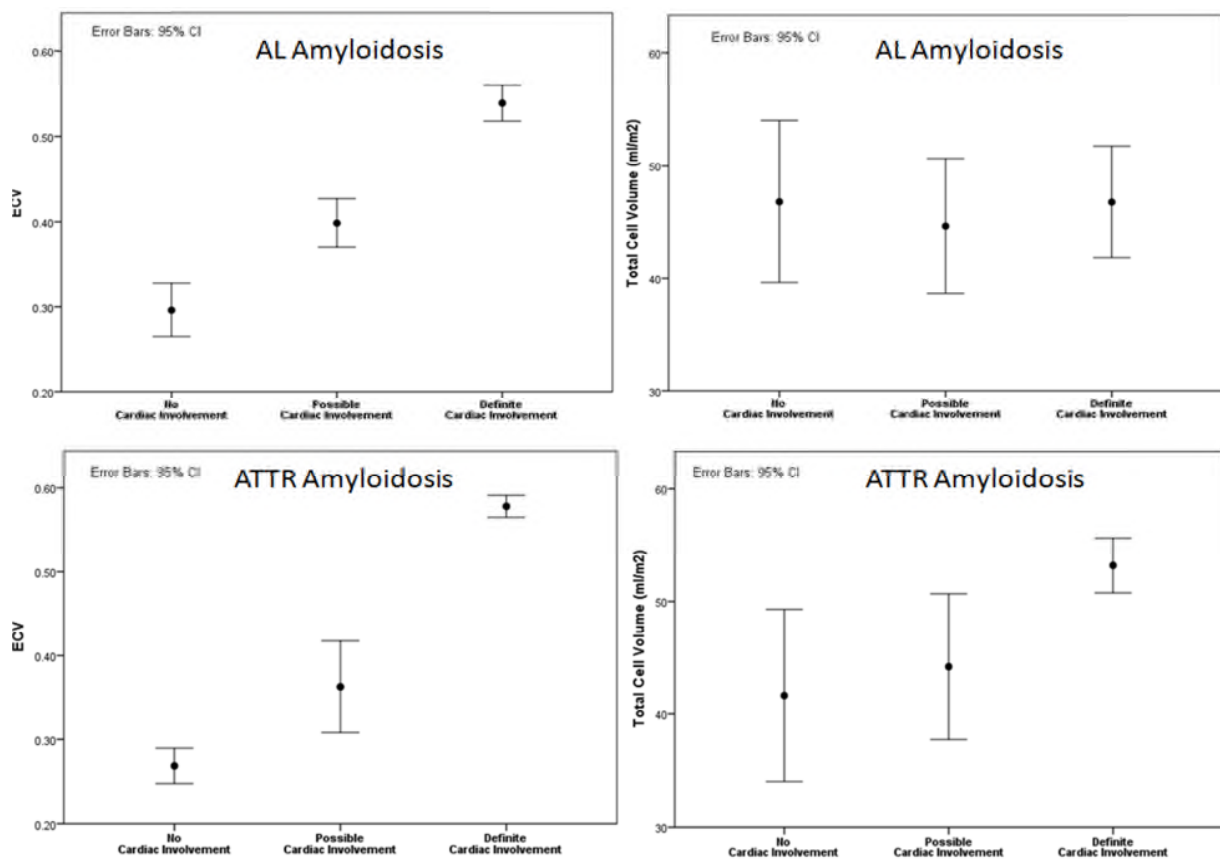 Error Bars: 95% CI
AL Amyloidosis
ECV
0.60
0.50
0.40
0.30
0.20
No
Cardiac Involvement
Possible
Cardiac Involvement
Definite
Cardiac Involvement
Error Bars: 95% CI
AL Amyloidosis
Total Cell Volume (ml/m2)
60
50
40
30
No
Cardiac Involvement
Possible
Cardiac Involvement
Definite
Cardiac Involvement
Error Bars: 95% CI
ATTR Amyloidosis
ECV
0.60
0.50
0.40
0.30
0.20
No
Cardiac Involvement
Possible
Cardiac Involvement
Definite
Cardiac Involvement
Error Bars: 95% CI
ATTR Amyloidosis
Total Cell Volume (ml/m2)
60
50
40
30
No
Cardiac Involvement
Possible
Cardiac Involvement
Definite
Cardiac Involvement